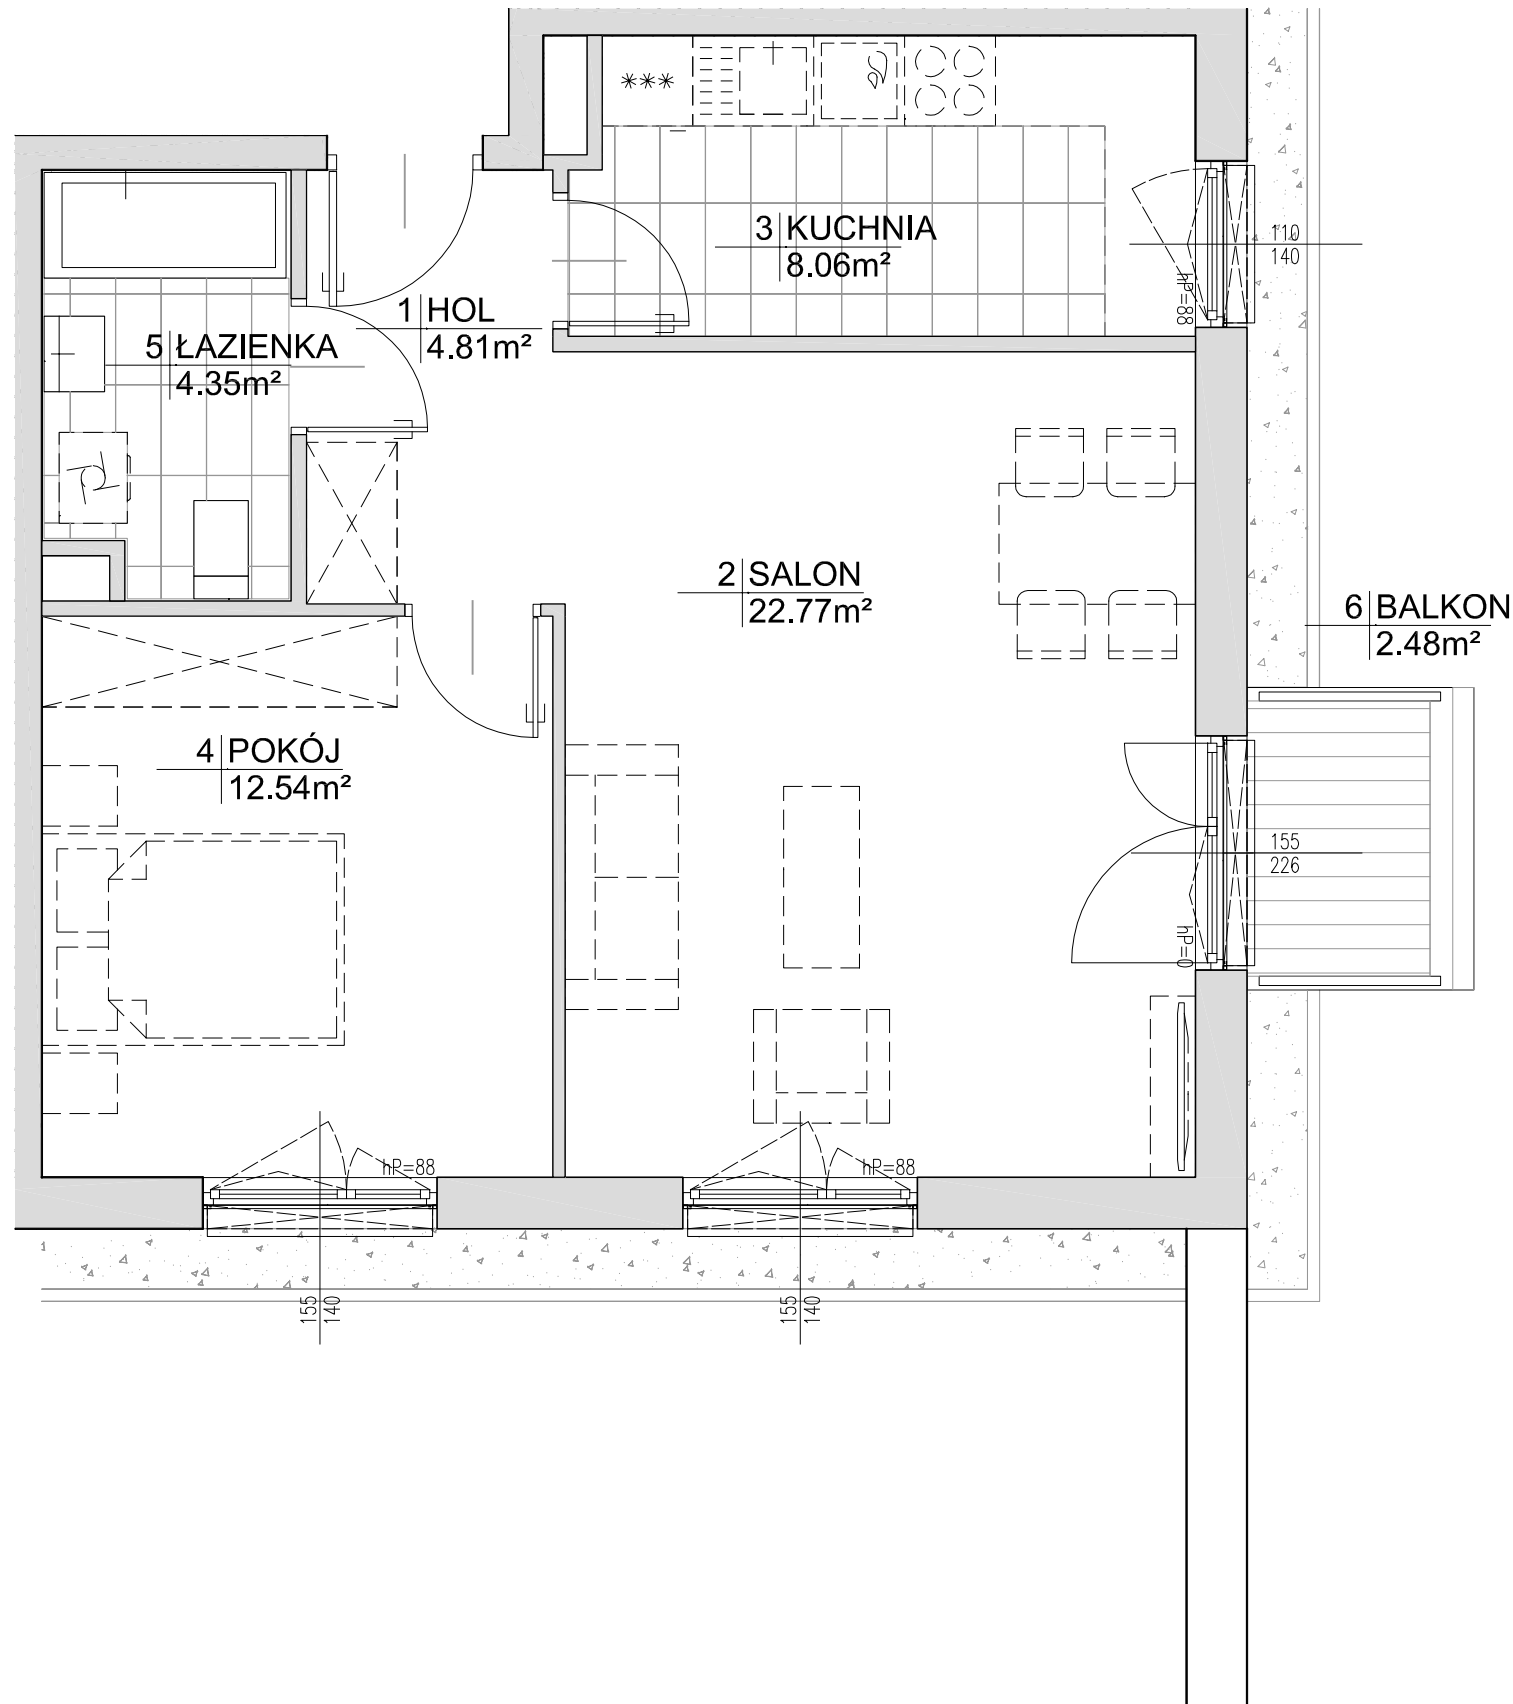 ***
3 KUCHNIA
8.06m²
110
140
hP=88
1 HOL
4.81m²
5 ŁAZIENKA
4.35m²
2 SALON
22.77m²
6 BALKON
2.48m²
4 POKÓJ
12.54m²
155
226
hP=0
hP=88
hP=88
155
140
155
140